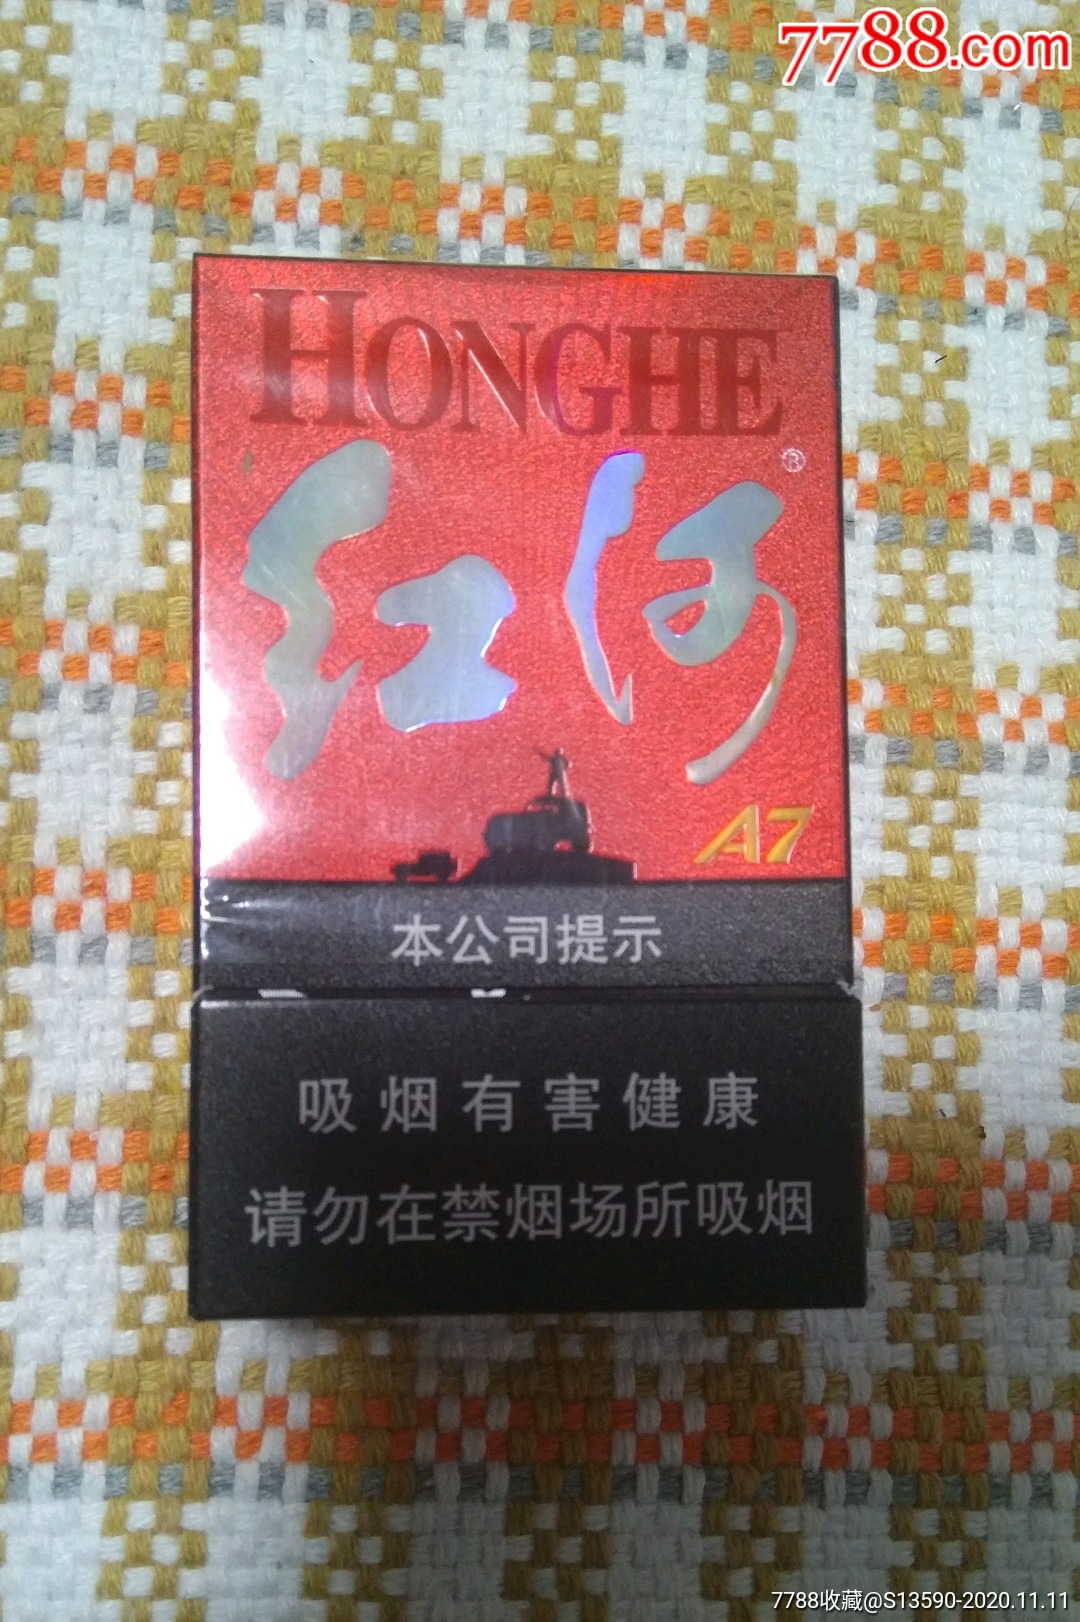 7788.com
HONGHE
红河®
A7
本公司提示
吸烟有害健康
请勿在禁烟场所吸烟
7788收藏@S13590-2020.11.11